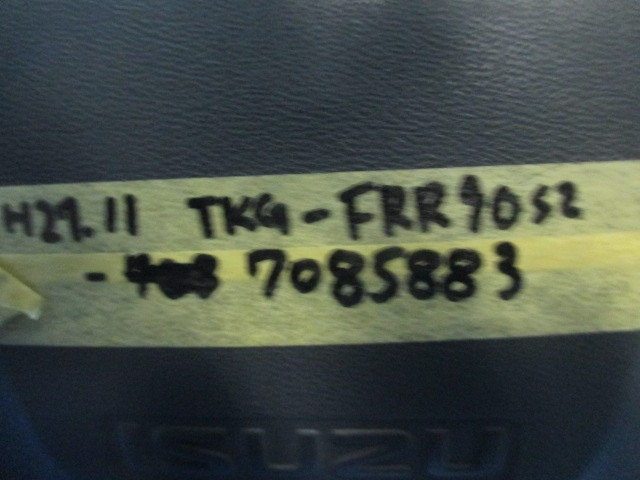 H29.11 TKG-FRR90S2
- 7085883
ISUZU